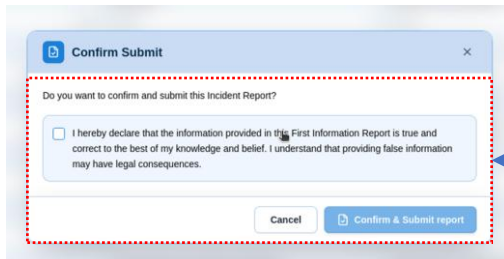 Confirm Submit
Do you want to confirm and submit this Incident Report?
I hereby declare that the information provided in this First Information Report is true and
correct to the best of my knowledge and belief. I understand that providing false information
may have legal consequences.
Cancel
Confirm & Submit report